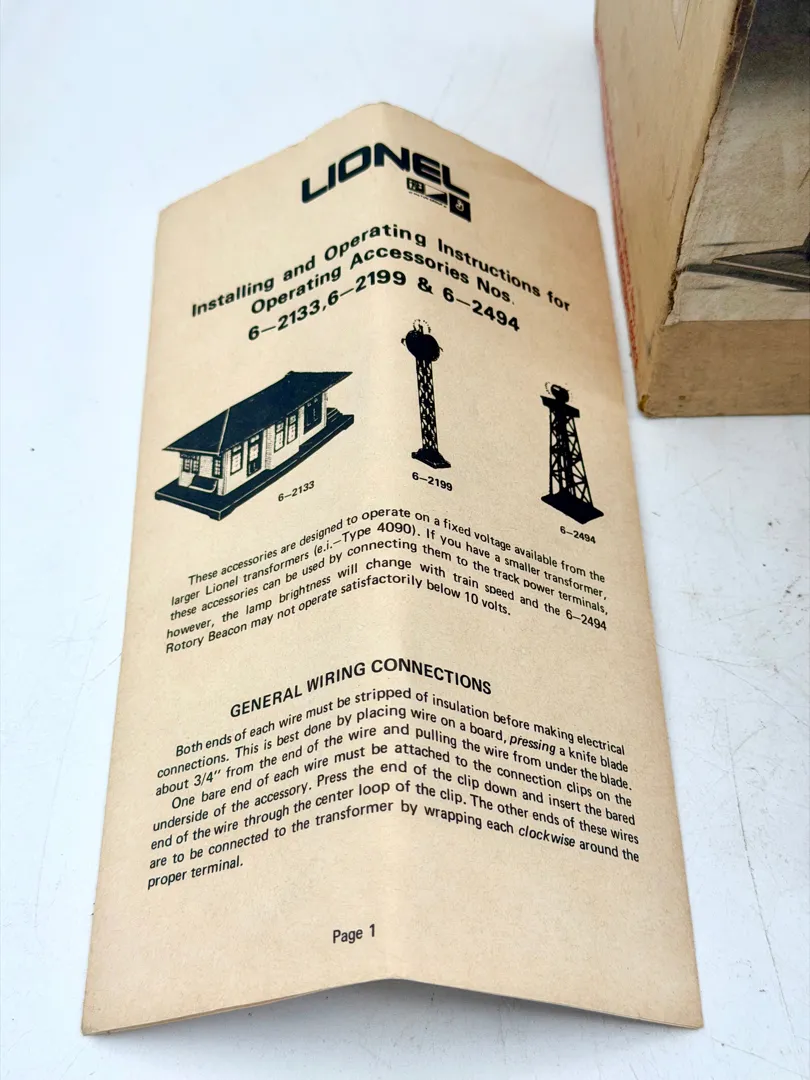 LIONEL
Installing and Operating Instructions for
Operating Accessories Nos.
6—2133,6—2199 & 6—2494
6—2133
6—2199
6—2494
These accessories are designed to operate on a fixed voltage available from the
larger Lionel transformers (e.i.—Type 4090). If you have a smaller transformer,
these accessories can be used by connecting them to the track power terminals,
however, the lamp brightness will change with train speed and the 6—2494
Rotory Beacon may not operate satisfactorily below 10 volts.
GENERAL WIRING CONNECTIONS
Both ends of each wire must be stripped of insulation before making electrical
connections. This is best done by placing wire on a board, pressing a knife blade
about 3/4" from the end of the wire and pulling the wire from under the blade.
One bare end of each wire must be attached to the connection clips on the
underside of the accessory. Press the end of the clip down and insert the bared
end of the wire through the center loop of the clip. The other ends of these wires
are to be connected to the transformer by wrapping each clockwise around the
proper terminal.
Page 1